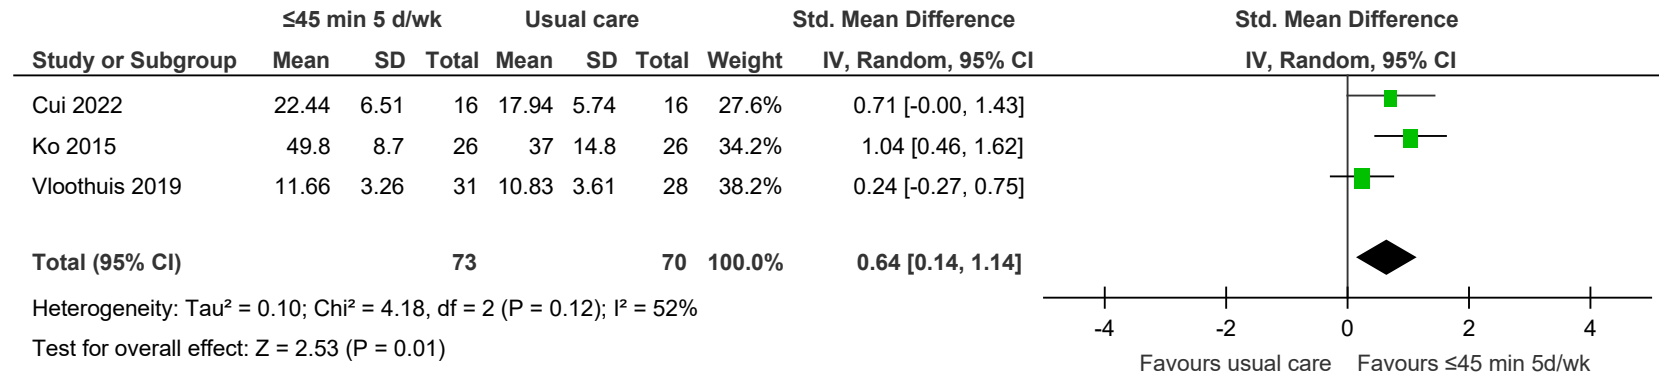 ≤45 min 5 d/wk Usual care Std. Mean Difference Std. Mean Difference
Study or Subgroup Mean SD Total Mean SD Total Weight IV, Random, 95% CI IV, Random, 95% CI
Cui 2022 22.44 6.51 16 17.94 5.74 16 27.6% 0.71 [-0.00, 1.43]
Ko 2015 49.8 8.7 26 37 14.8 26 34.2% 1.04 [0.46, 1.62]
Vloothuis 2019 11.66 3.26 31 10.83 3.61 28 38.2% 0.24 [-0.27, 0.75]
Total (95% CI) 73 70 100.0% 0.64 [0.14, 1.14]
Heterogeneity: Tau² = 0.10; Chi² = 4.18, df = 2 (P = 0.12); I² = 52%
Test for overall effect: Z = 2.53 (P = 0.01)
-4 -2 0 2 4
Favours usual care Favours ≤45 min 5d/wk